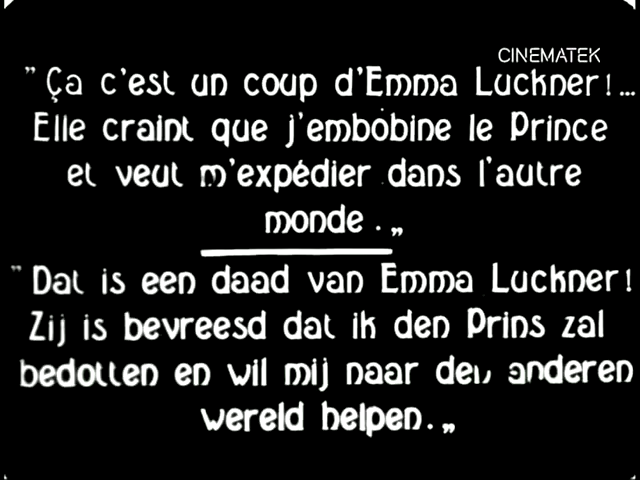 CINEMATEK
"Ça c'est un coup d'Emma Luckner!...
Elle craint que j'embobine le Prince
et veut m'expédier dans l'autre
monde.„
"Dat is een daad van Emma Luckner!
Zij is bevreesd dat ik den Prins zal
bedotten en wil mij naar den anderen
wereld helpen.„